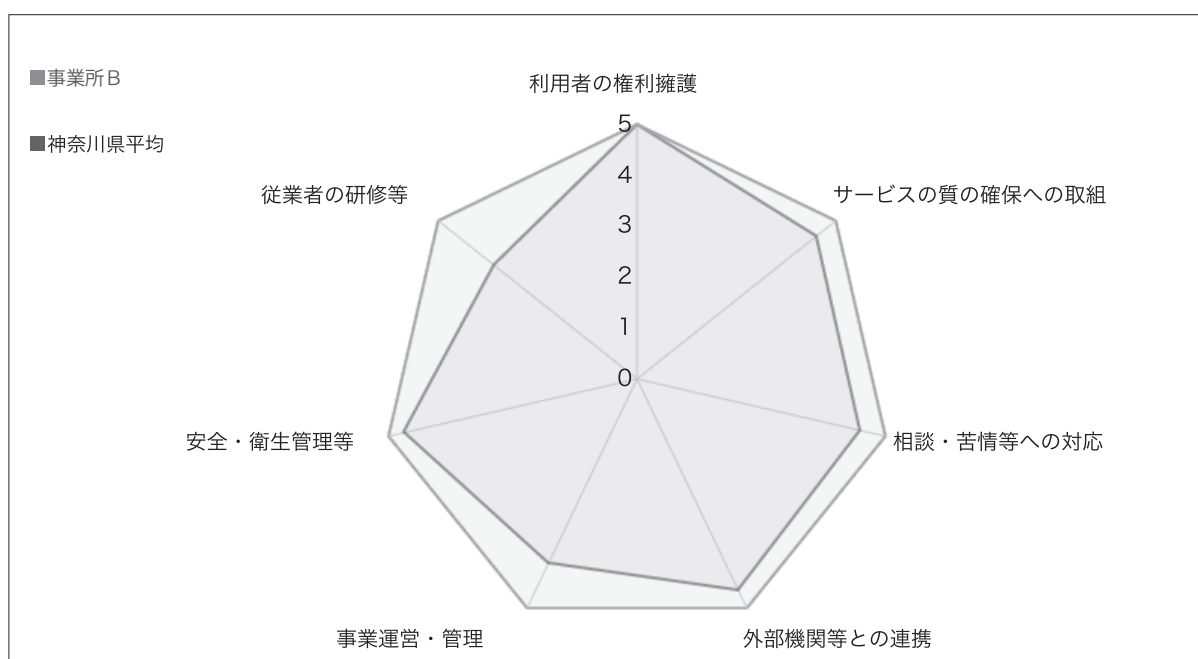 ■事業所B
■神奈川県平均
利用者の権利擁護
サービスの質の確保への取組
相談・苦情等への対応
外部機関等との連携
事業運営・管理
安全・衛生管理等
従業者の研修等
5
4
3
2
1
0